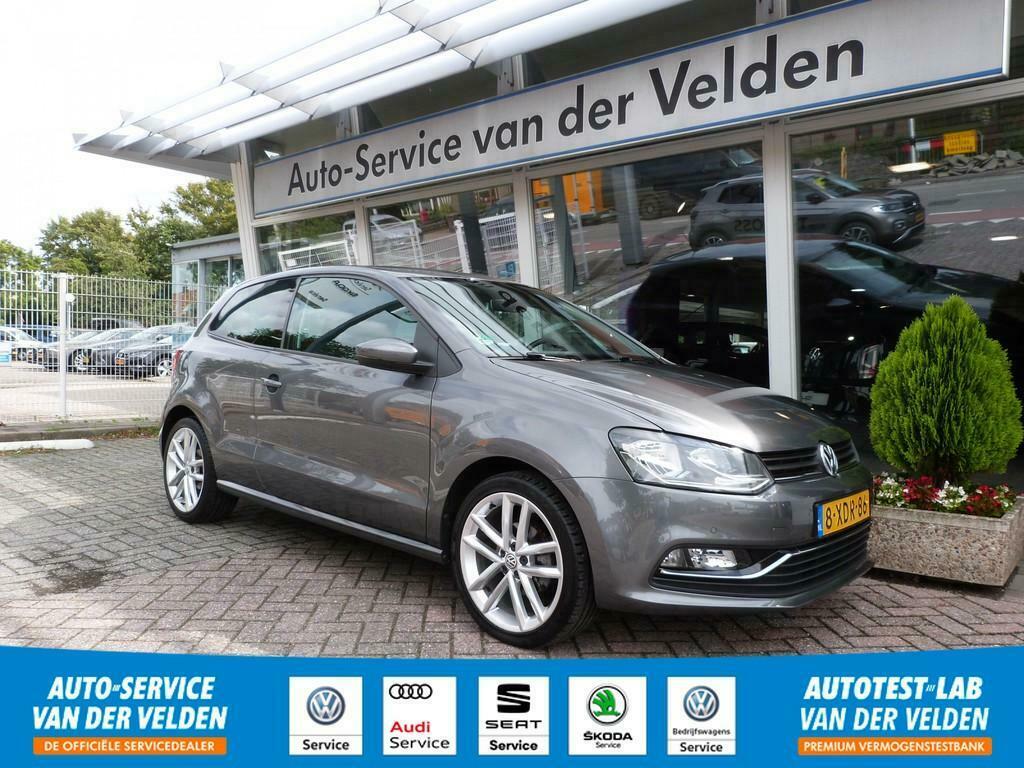 Auto-Service van der Velden
8-XDR-86
NL
AUTO-SERVICE
VAN DER VELDEN
DE OFFICIËLE SERVICEDEALER
Service
Audi
Service
SEAT
Service
ŠKODA
Service
Bedrijfswagens
Service
AUTOTEST-LAB
VAN DER VELDEN
PREMIUM VERMOGENSTESTBANK